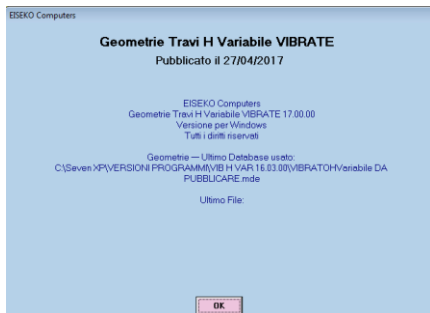 EISEKO Computers
Geometrie Travi H Variabile VIBRATE
Pubblicato il 27/04/2017
EISEKO Computers
Geometrie Travi H Variabile VIBRATE 17.00.00
Versione per Windows
Tutti i diritti riservati
Geometrie — Ultimo Database usato:
C:\Seven XP\VERSIONI PROGRAMMI\VIB H VAR 16.03.00\VIBRATOHVariabile DA
PUBBLICARE.mde
Ultimo File:
OK